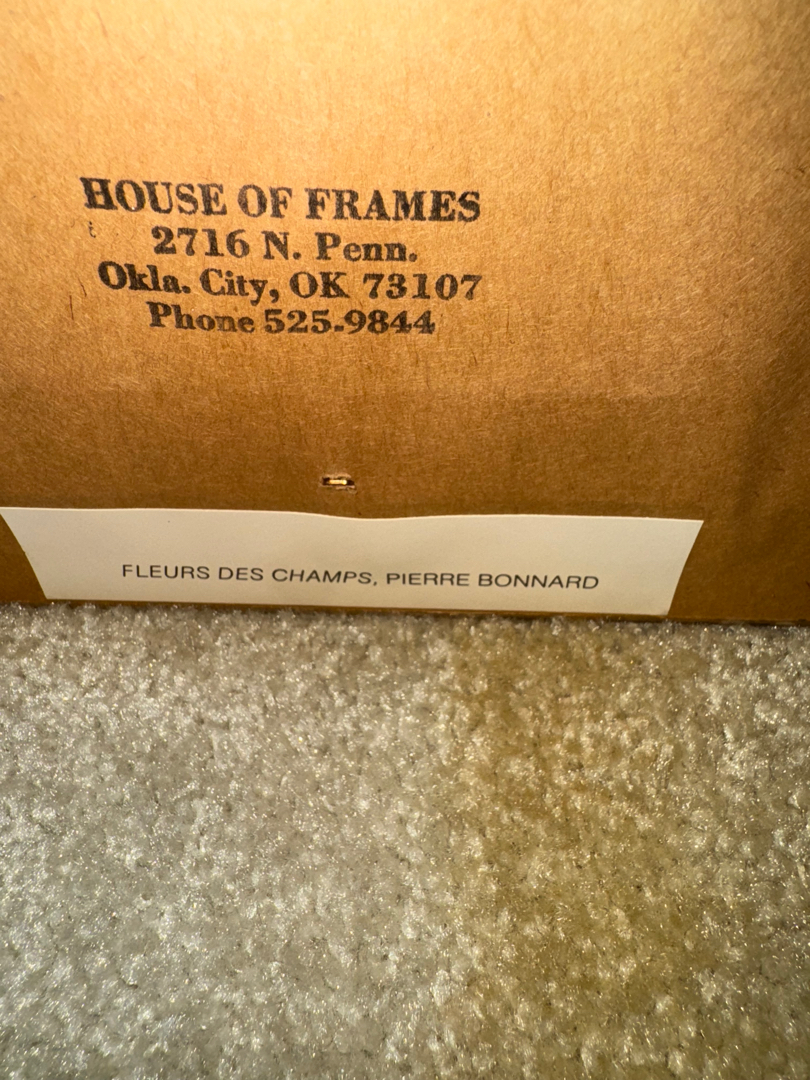 HOUSE OF FRAMES
2716 N. Penn.
Okla. City, OK 73107
Phone 525-9844
FLEURS DES CHAMPS, PIERRE BONNARD